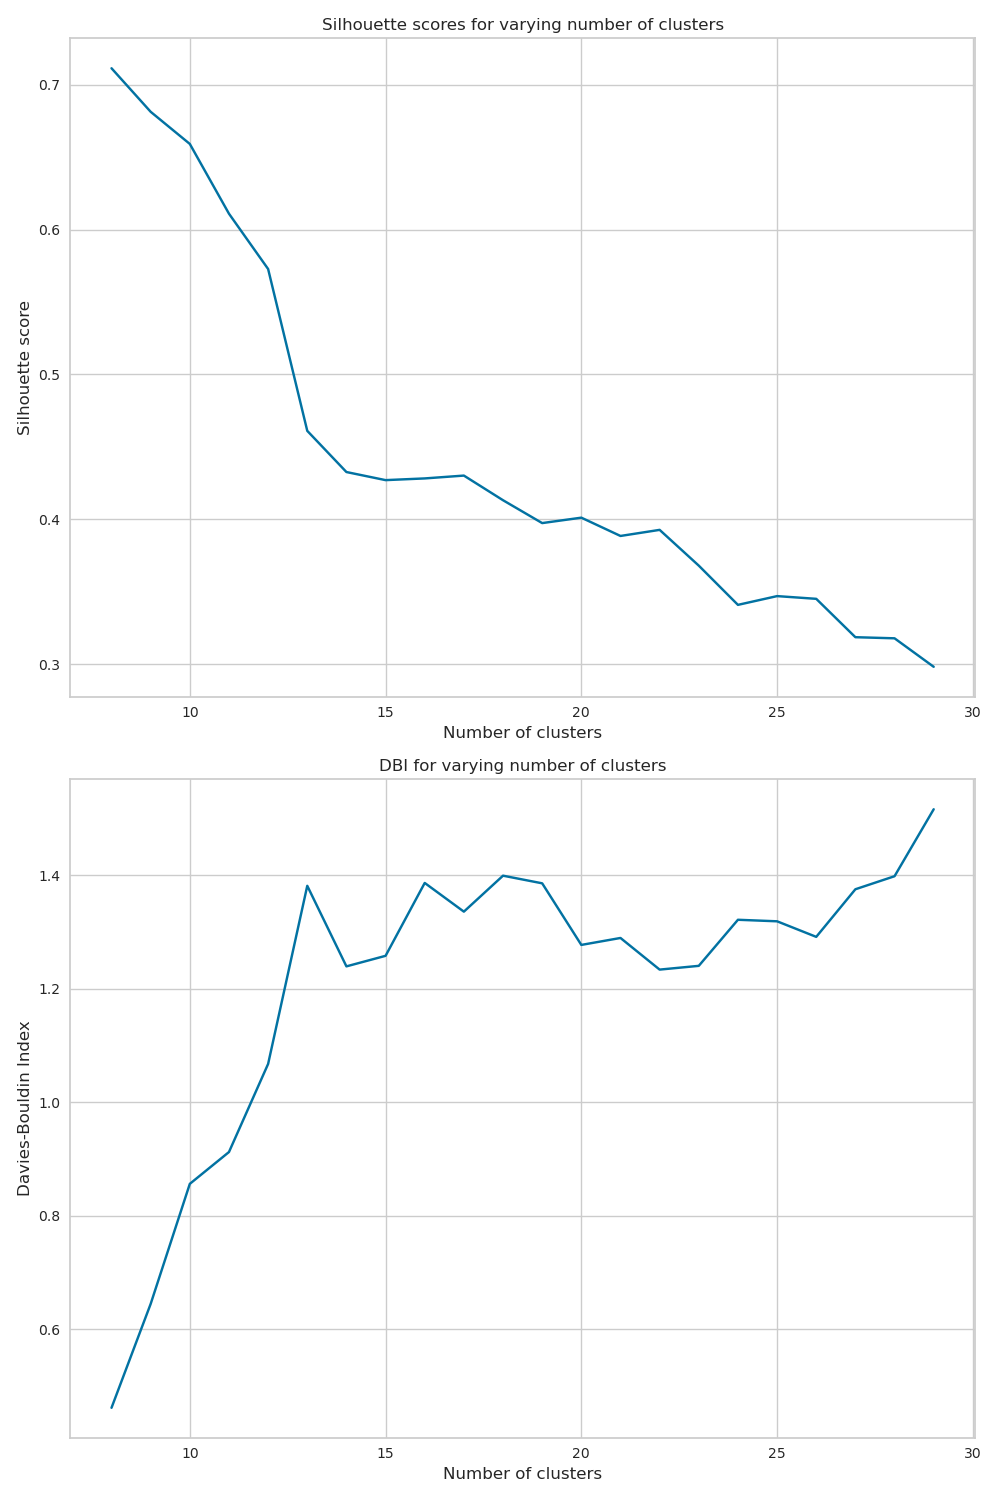 Silhouette scores for varying number of clusters
0.7
0.6
0.5
0.4
0.3
Silhouette score
10 15 20 25 30
Number of clusters
DBI for varying number of clusters
1.4
1.2
1.0
0.8
0.6
Davies-Bouldin Index
10 15 20 25 30
Number of clusters